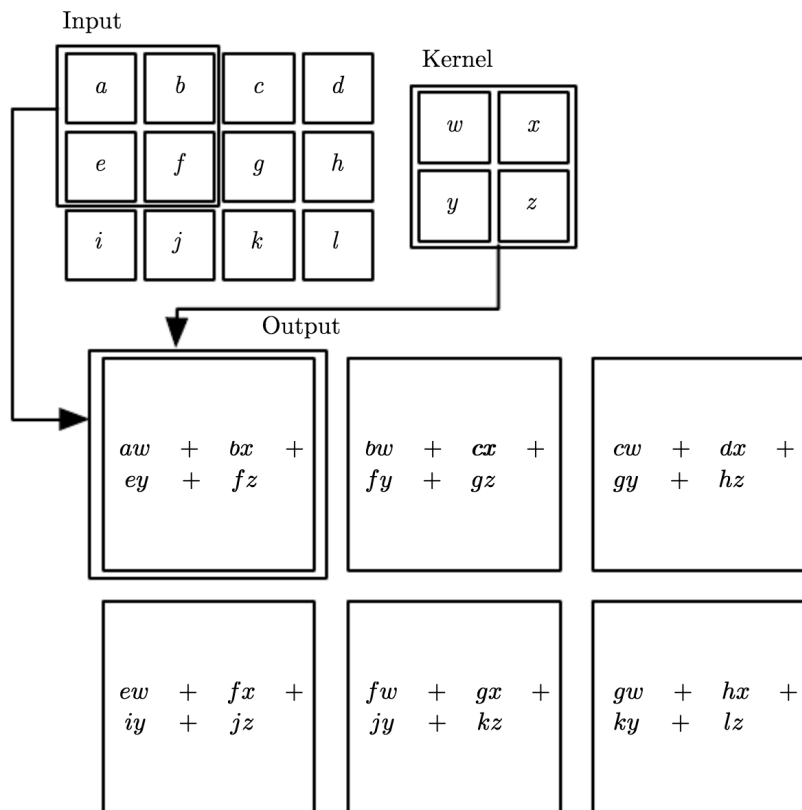 Input
Kernel
a b c d
w x
e f g h
y z
i j k l
Output
aw + bx +
ey + fz
bw + cx +
fy + gz
cw + dx +
gy + hz
ew + fx +
iy + jz
fw + gx +
jy + kz
gw + hx +
ky + lz